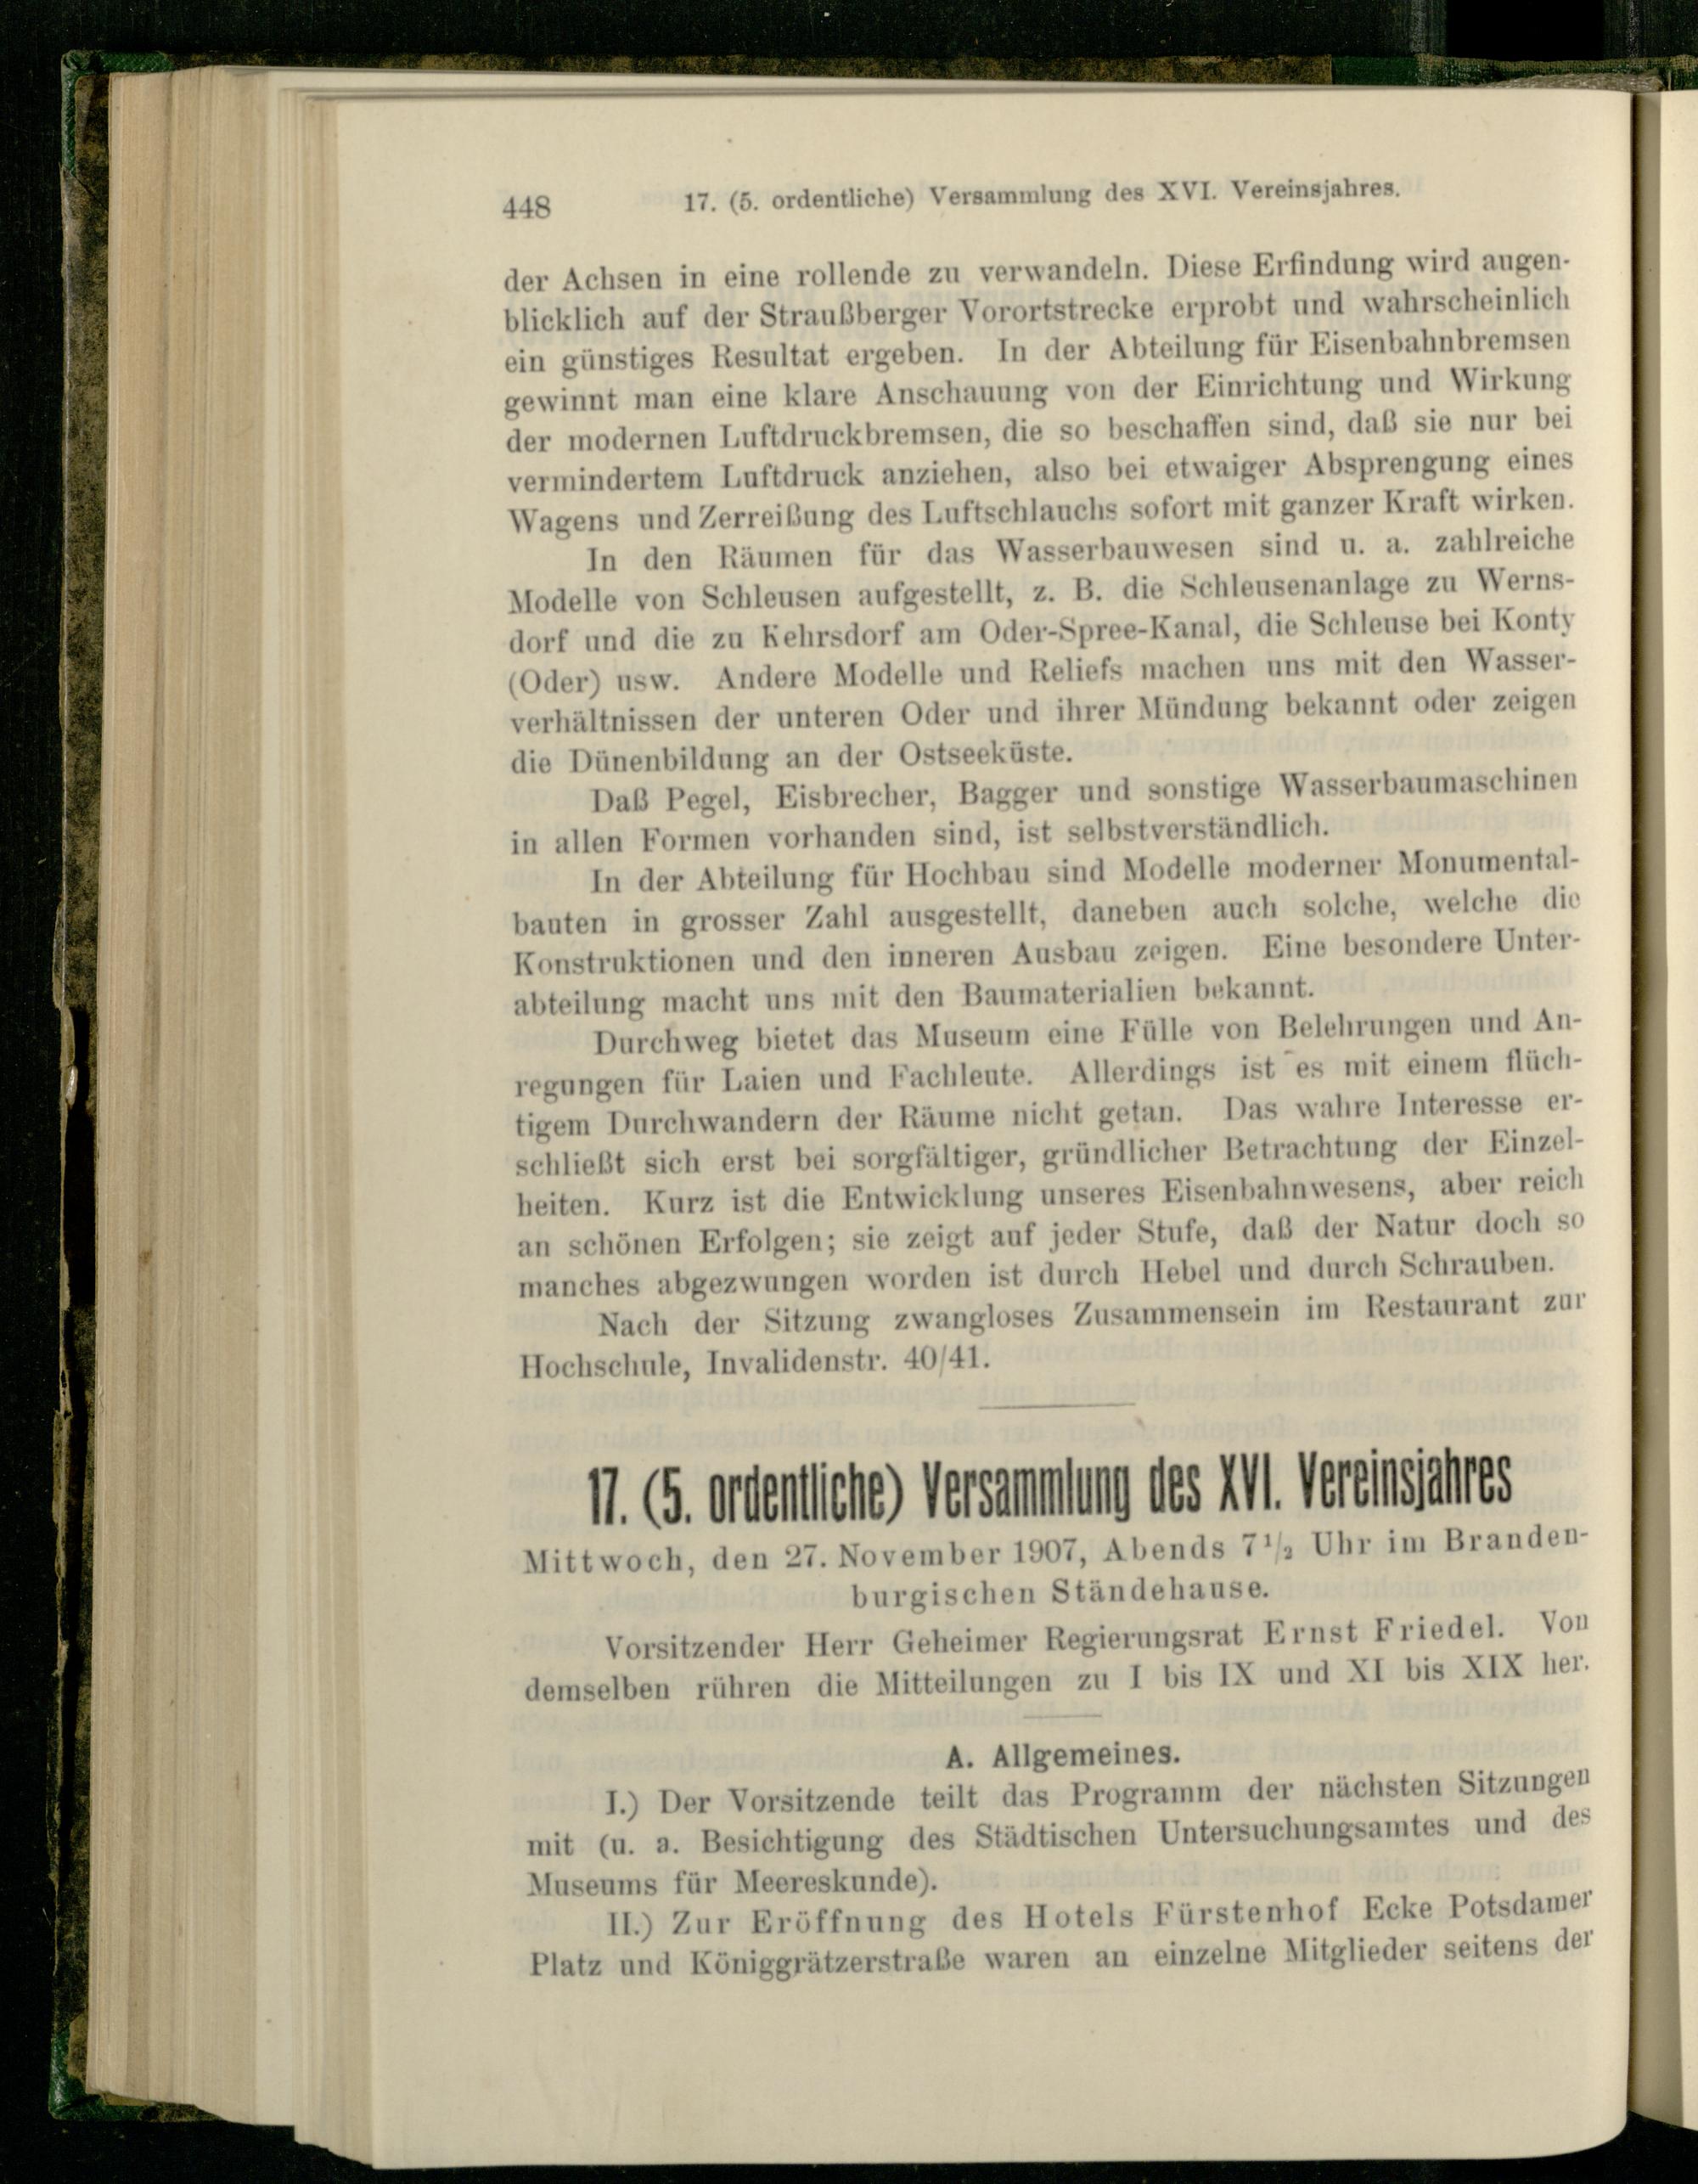 448 17. (5. ordentliche) Versammlung des XVI. Vereinsjahres.
der Achsen in eine rollende zu verwandeln. Diese Erfindung wird augen-
blicklich auf der Straußberger Vorortstrecke erprobt und wahrscheinlich
ein günstiges Resultat ergeben. In der Abteilung für Eisenbahnbremsen
gewinnt man eine klare Anschauung von der Einrichtung und Wirkung
der modernen Luftdruckbremsen, die so beschaffen sind, daß sie nur bei
vermindertem Luftdruck anziehen, also bei etwaiger Absprengung eines
Wagens und Zerreißung des Luftschlauchs sofort mit ganzer Kraft wirken.
In den Räumen für das Wasserbauwesen sind u. a. zahlreiche
Modelle von Schleusen aufgestellt, z. B. die Schleusenanlage zu Werns-
dorf und die zu Kehrsdorf am Oder-Spree-Kanal, die Schleuse bei Konty
(Oder) usw. Andere Modelle und Reliefs machen uns mit den Wasser-
verhältnissen der unteren Oder und ihrer Mündung bekannt oder zeigen
die Dünenbildung an der Ostseeküste.
Daß Pegel, Eisbrecher, Bagger und sonstige Wasserbaumaschinen
in allen Formen vorhanden sind, ist selbstverständlich.
In der Abteilung für Hochbau sind Modelle moderner Monumental-
bauten in grosser Zahl ausgestellt, daneben auch solche, welche die
Konstruktionen und den inneren Ausbau zeigen. Eine besondere Unter-
abteilung macht uns mit den Baumaterialien bekannt.
Durchweg bietet das Museum eine Fülle von Belehrungen und An-
regungen für Laien und Fachleute. Allerdings ist es mit einem flüch-
tigem Durchwandern der Räume nicht getan. Das wahre Interesse er-
schließt sich erst bei sorgfältiger, gründlicher Betrachtung der Einzel-
heiten. Kurz ist die Entwicklung unseres Eisenbahnwesens, aber reich
an schönen Erfolgen; sie zeigt auf jeder Stufe, daß der Natur doch so
manches abgezwungen worden ist durch Hebel und durch Schrauben.
Nach der Sitzung zwangloses Zusammensein im Restaurant zur
Hochschule, Invalidenstr. 40/41.
17. (5. ordentliche) Versammlung des XVI. Vereinsjahres
Mittwoch, den 27. November 1907, Abends 7½ Uhr im Branden-
burgischen Ständehause.
Vorsitzender Herr Geheimer Regierungsrat Ernst Friedel. Von
demselben rühren die Mitteilungen zu I bis IX und XI bis XIX her.
A. Allgemeines.
I.) Der Vorsitzende teilt das Programm der nächsten Sitzungen
mit (u. a. Besichtigung des Städtischen Untersuchungsamtes und des
Museums für Meereskunde).
II.) Zur Eröffnung des Hotels Fürstenhof Ecke Potsdamer
Platz und Königgrätzerstraße waren an einzelne Mitglieder seitens der